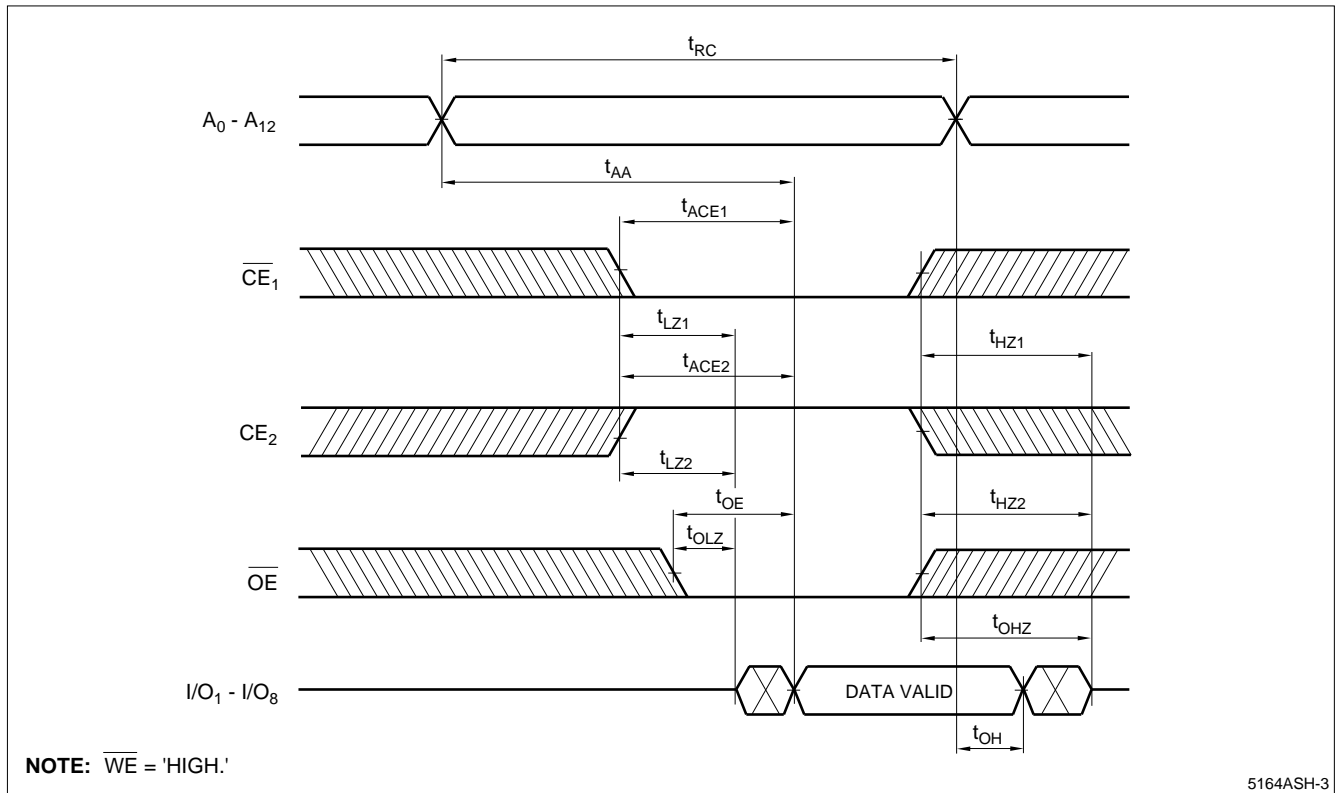 tRC
A0 - A12
tAA
tACE1
CE1
tLZ1
tHZ1
tACE2
CE2
tLZ2
tOE
tHZ2
tOLZ
OE
tOHZ
I/O1 - I/O8
DATA VALID
tOH
NOTE: WE = 'HIGH.'
5164ASH-3